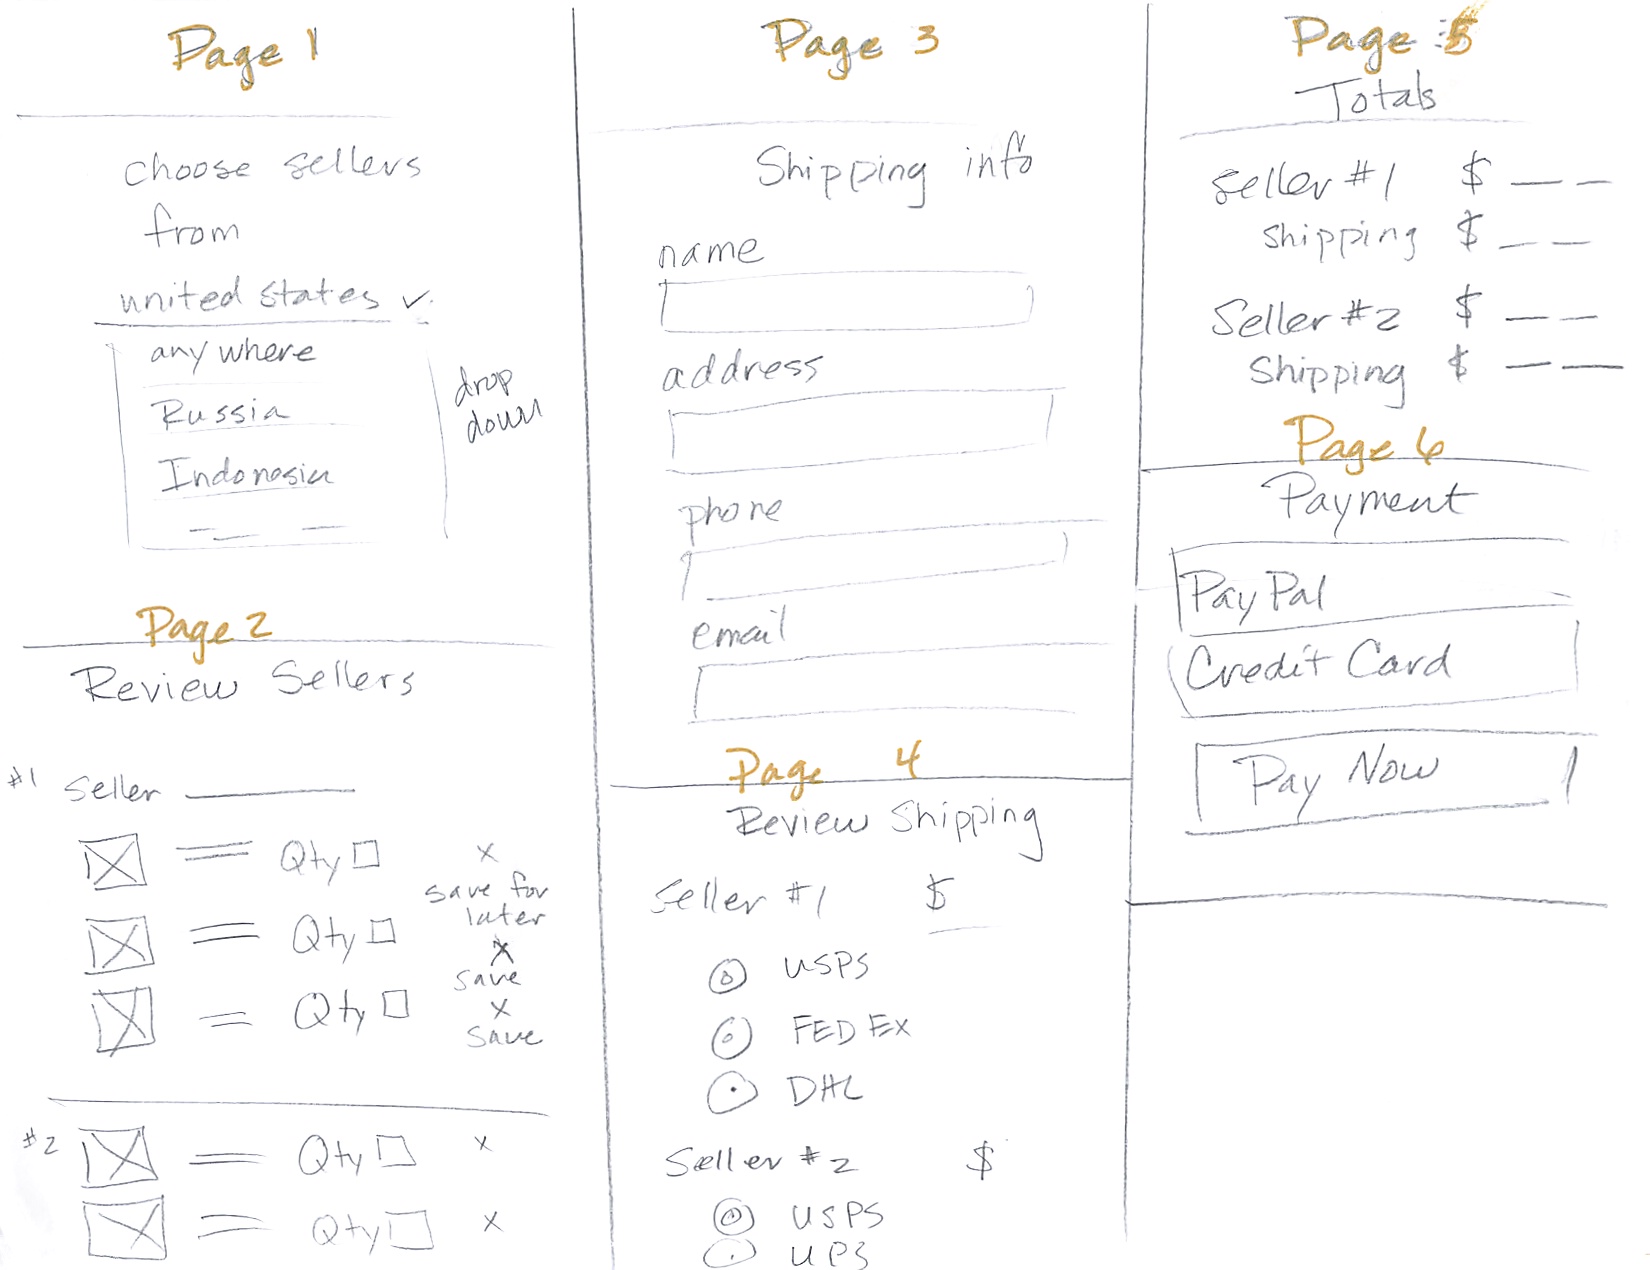 Page 1
choose sellers
from
united states
any where
Russia
Indonesia
drop
down
Page 2
Review Sellers
#1
Seller
Qty
x
save for
later
Qty
x
save
Qty
x
save
#2
Qty
x
Qty
x
Page 3
Shipping info
name
address
phone
email
Page 4
Review Shipping
Seller #1 $
USPS
FED EX
DHL
Seller #2 $
USPS
UPS
Page 5
Totals
Seller #1 $
Shipping $
Seller #2 $
Shipping $
Page 6
Payment
PayPal
Credit Card
Pay Now